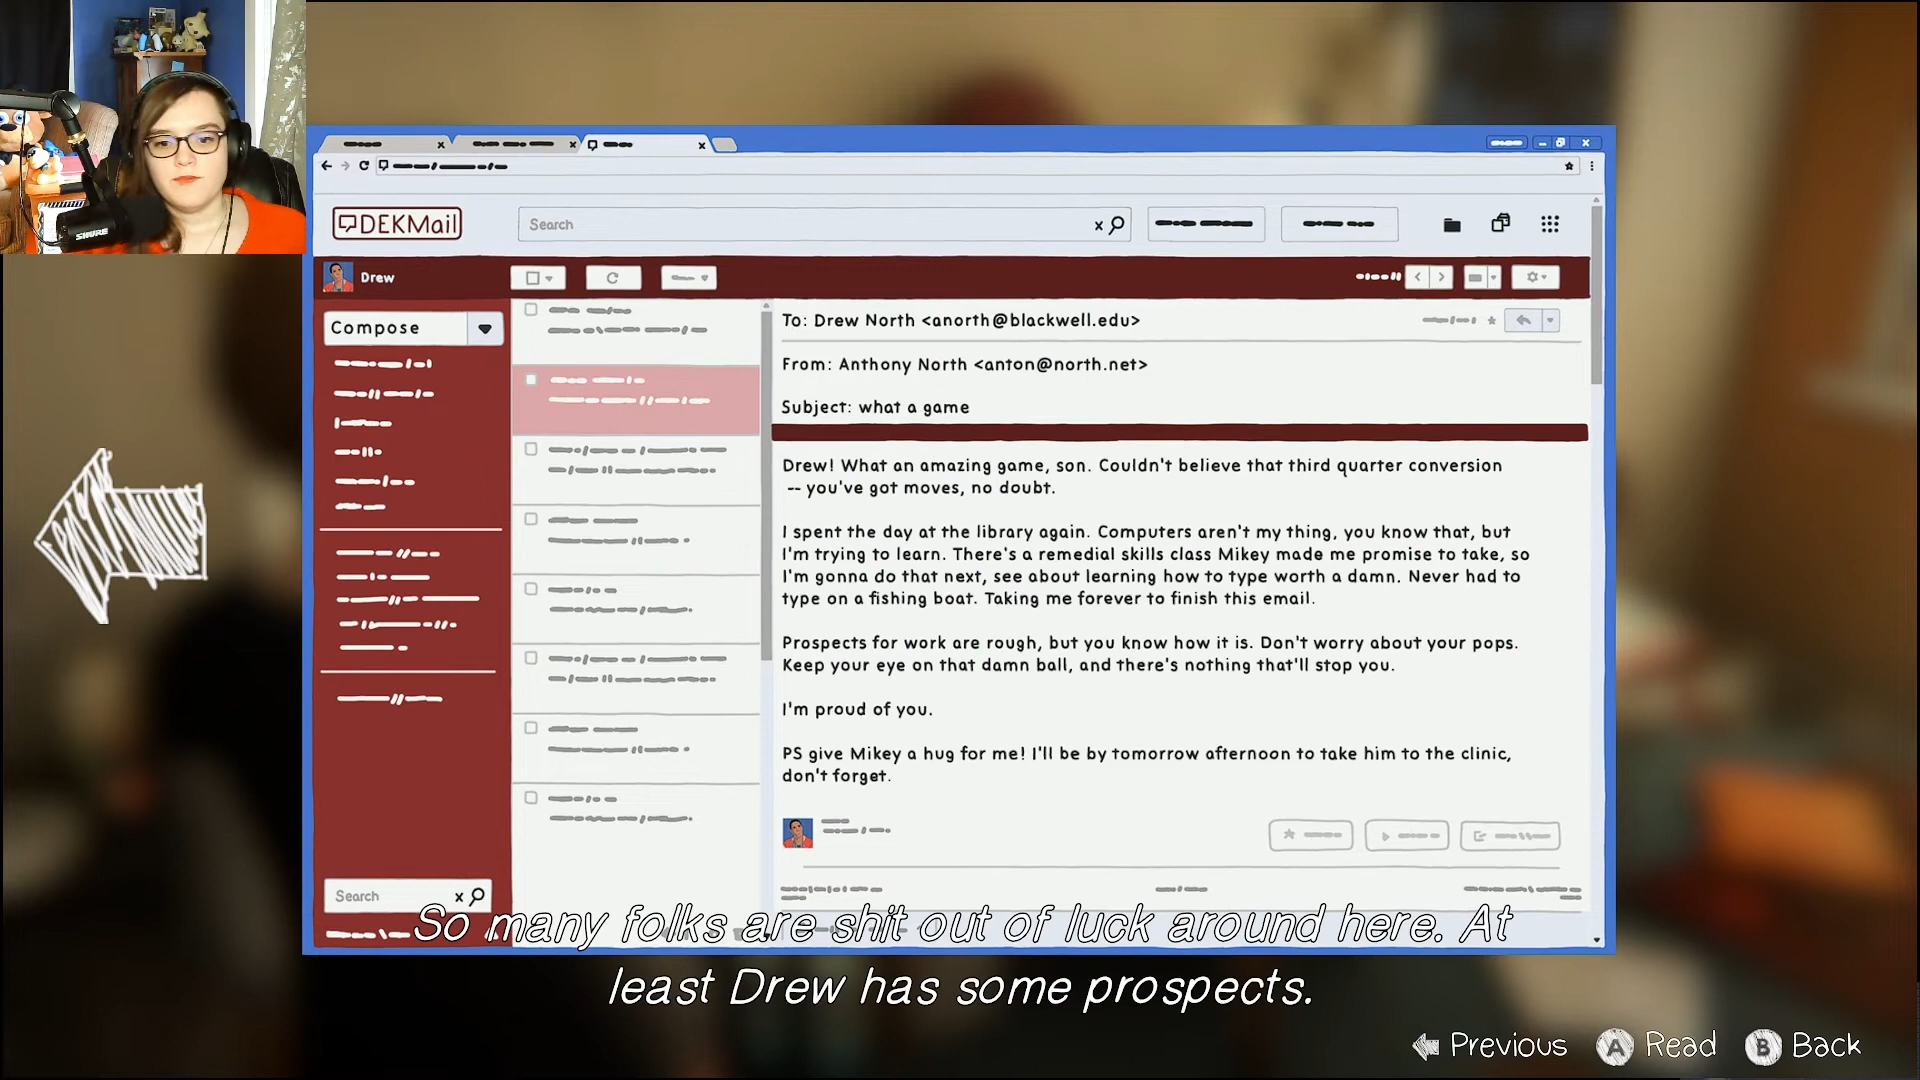 DEKMail
Search
x
Drew
Compose
To: Drew North <anorth@blackwell.edu>
From: Anthony North <anton@north.net>
Subject: what a game
Drew! What an amazing game, son. Couldn't believe that third quarter conversion
-- you've got moves, no doubt.
I spent the day at the library again. Computers aren't my thing, you know that, but
I'm trying to learn. There's a remedial skills class Mikey made me promise to take, so
I'm gonna do that next, see about learning how to type worth a damn. Never had to
type on a fishing boat. Taking me forever to finish this email.
Prospects for work are rough, but you know how it is. Don't worry about your pops.
Keep your eye on that damn ball, and there's nothing that'll stop you.
I'm proud of you.
PS give Mikey a hug for me! I'll be by tomorrow afternoon to take him to the clinic,
don't forget.
Search
x
So many folks are shit out of luck around here. At
least Drew has some prospects.
Previous
A Read
B Back
SHURE